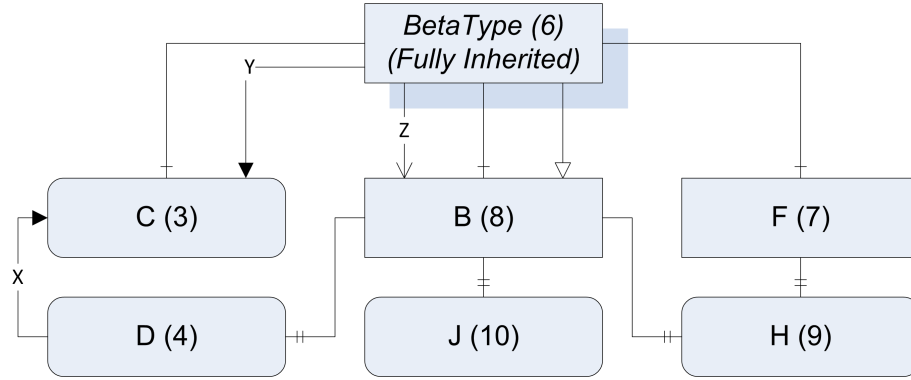 BetaType (6)
(Fully Inherited)
Y
Z
C (3)
B (8)
F (7)
X
D (4)
J (10)
H (9)